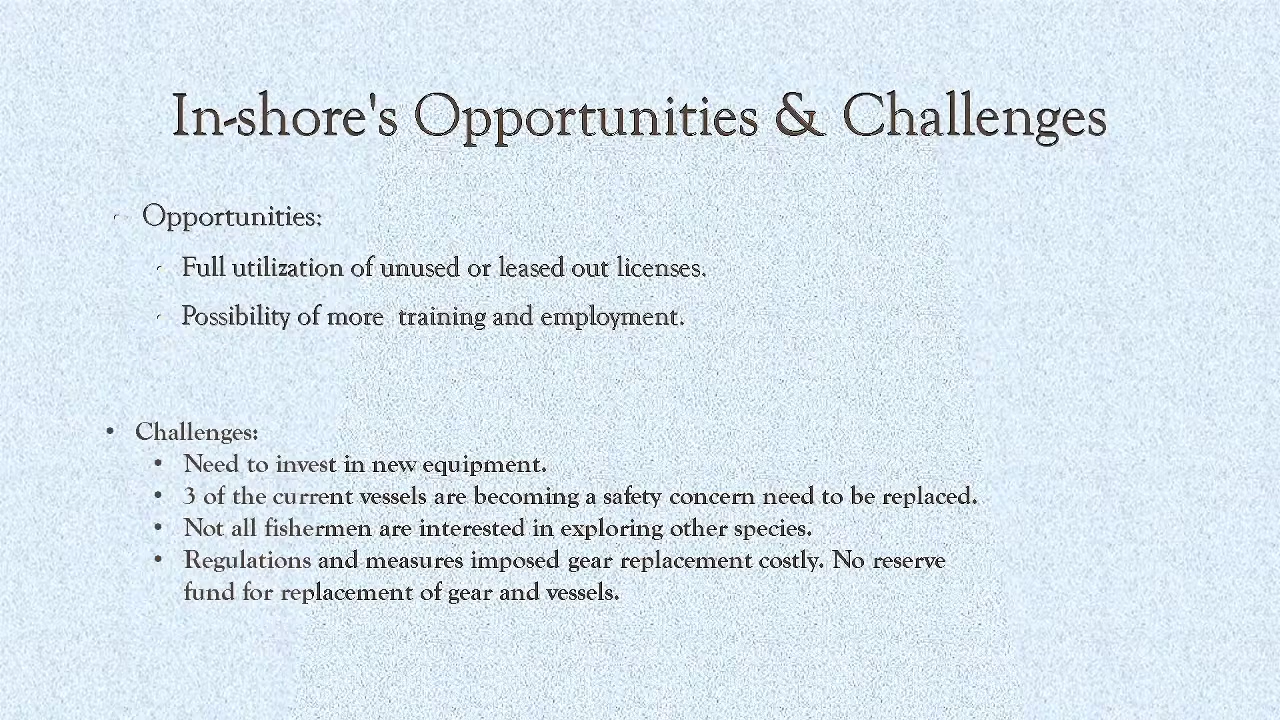 In-shore's Opportunities & Challenges
Opportunities:
Full utilization of unused or leased out licenses.
Possibility of more  training and employment.
• Challenges:
• Need to invest in new equipment.
• 3 of the current vessels are becoming a safety concern need to be replaced.
• Not all fishermen are interested in exploring other species.
• Regulations and measures imposed gear replacement costly. No reserve
fund for replacement of gear and vessels.